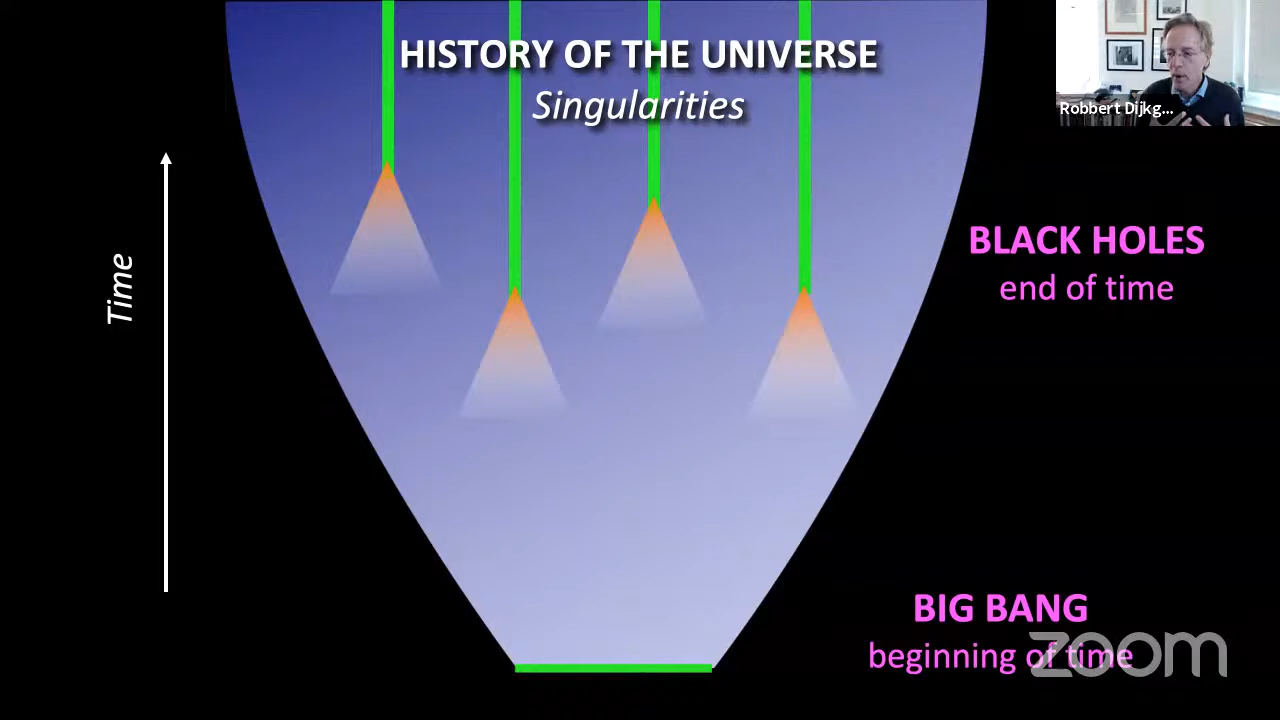 HISTORY OF THE UNIVERSE
Singularities
Robbert Dijkg...
Time
BLACK HOLES
end of time
BIG BANG
beginning of time
zoom